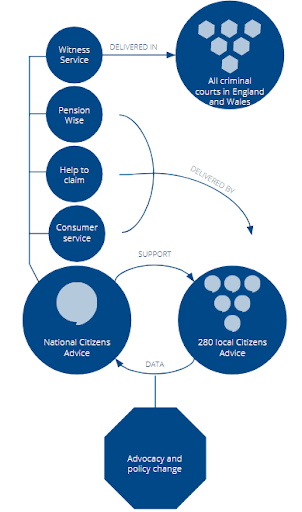 Witness
Service
DELIVERED IN
All criminal
courts in England
and Wales
Pension
Wise
Help to
claim
DELIVERED BY
Consumer
service
SUPPORT
National Citizens
Advice
280 local Citizens
Advice
DATA
Advocacy and
policy change